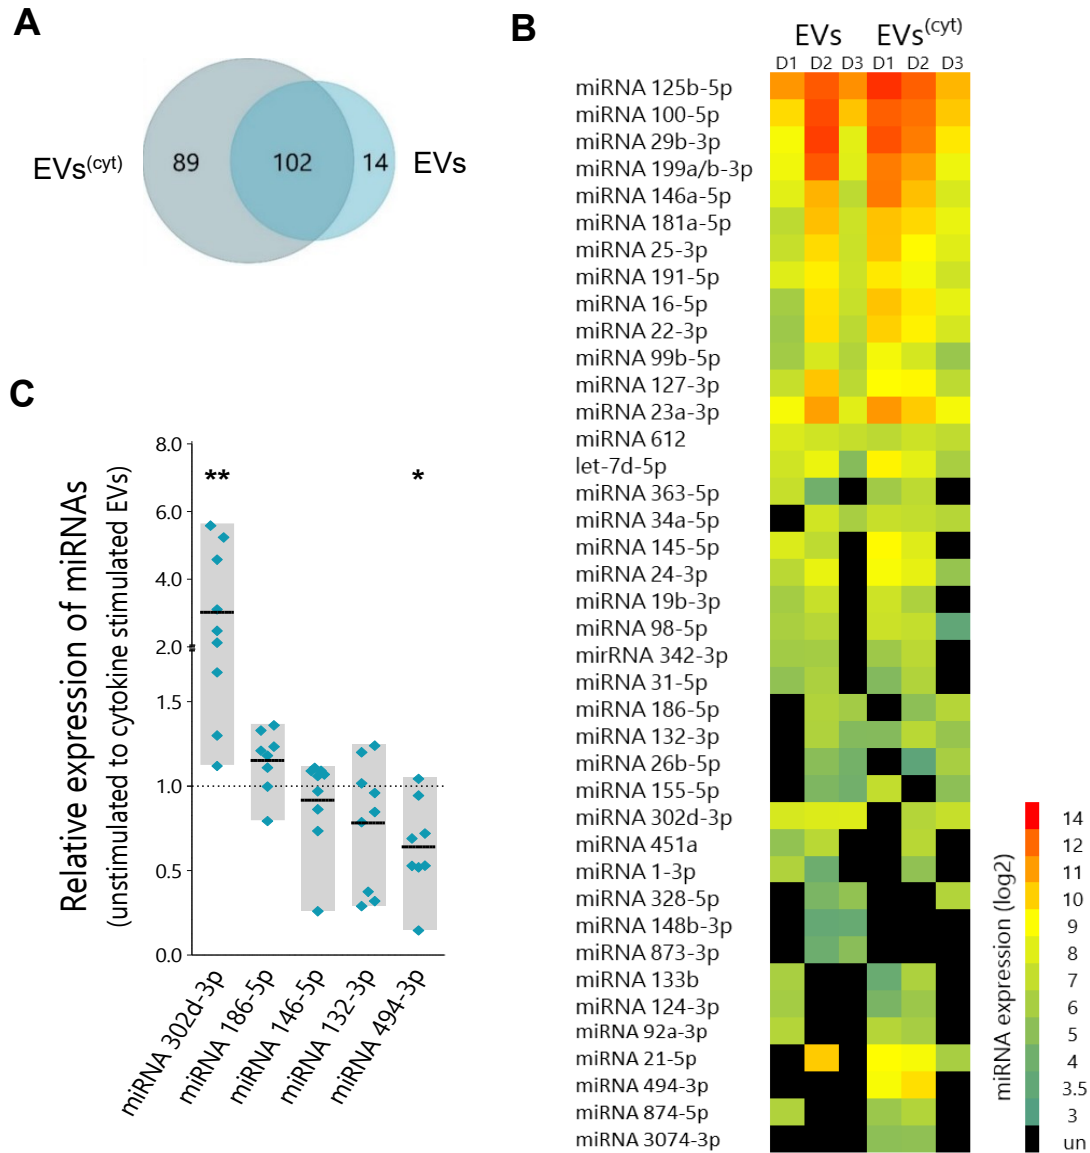 A
EVs(cyt)
89
102
14
EVs
B
EVs EVs(cyt)
D1 D2 D3 D1 D2 D3
miRNA 125b-5p
miRNA 100-5p
miRNA 29b-3p
miRNA 199a/b-3p
miRNA 146a-5p
miRNA 181a-5p
miRNA 25-3p
miRNA 191-5p
miRNA 16-5p
miRNA 22-3p
miRNA 99b-5p
miRNA 127-3p
miRNA 23a-3p
miRNA 612
let-7d-5p
miRNA 363-5p
miRNA 34a-5p
miRNA 145-5p
miRNA 24-3p
miRNA 19b-3p
miRNA 98-5p
mirRNA 342-3p
miRNA 31-5p
miRNA 186-5p
miRNA 132-3p
miRNA 26b-5p
miRNA 155-5p
miRNA 302d-3p
miRNA 451a
miRNA 1-3p
miRNA 328-5p
miRNA 148b-3p
miRNA 873-3p
miRNA 133b
miRNA 124-3p
miRNA 92a-3p
miRNA 21-5p
miRNA 494-3p
miRNA 874-5p
miRNA 3074-3p
miRNA expression (log2)
14
12
11
10
9
8
7
6
5
4
3.5
3
un
C
Relative expression of miRNAs
(unstimulated to cytokine stimulated EVs)
8.0
6.0
4.0
2.0
1.5
1.0
0.5
0.0
**
*
miRNA 302d-3p
miRNA 186-5p
miRNA 146-5p
miRNA 132-3p
miRNA 494-3p